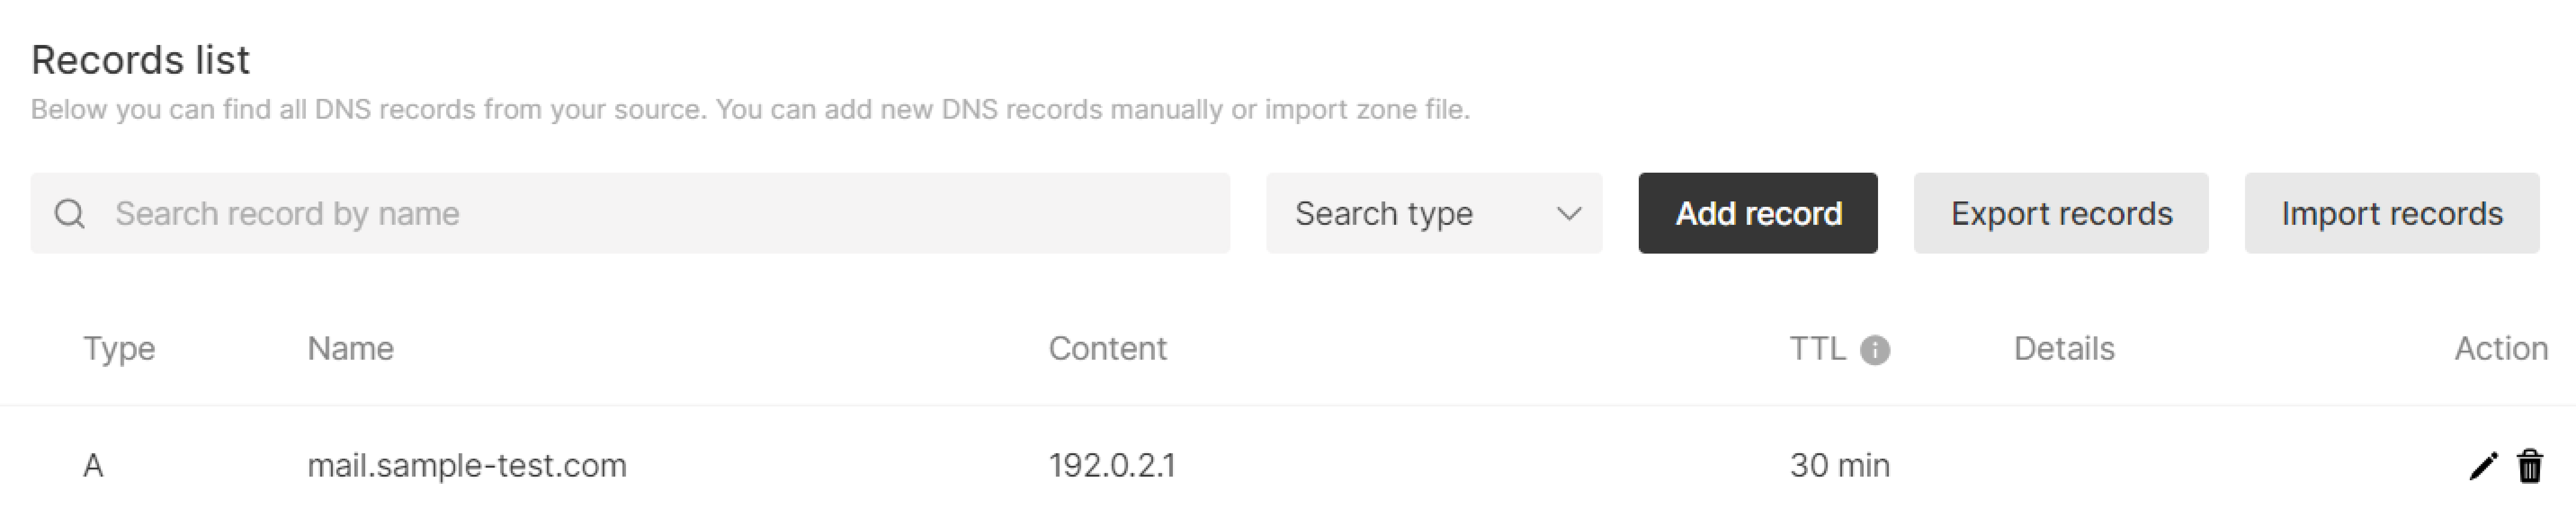 Records list
Below you can find all DNS records from your source. You can add new DNS records manually or import zone file.
Search record by name Search type Add record Export records Import records
Type Name Content TTL Details Action
A mail.sample-test.com 192.0.2.1 30 min